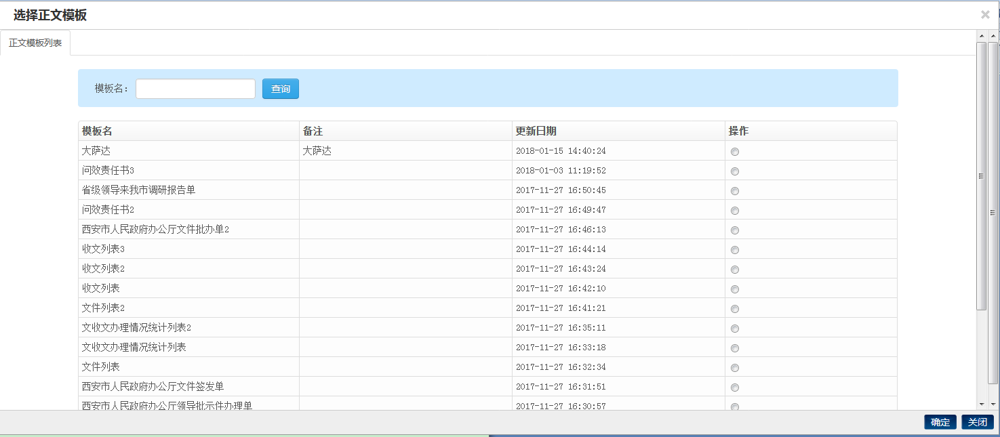 选择正文模板
正文模板列表
模板名： 查询
模板名 备注 更新日期 操作
大萨达 大萨达 2018-01-15 14:40:24
问效责任书3 2018-01-03 11:19:52
省级领导来我市调研报告单 2017-11-27 16:50:45
问效责任书2 2017-11-27 16:49:47
西安市人民政府办公厅文件批办单2 2017-11-27 16:46:13
收文列表3 2017-11-27 16:44:14
收文列表2 2017-11-27 16:43:24
收文列表 2017-11-27 16:42:10
文件列表2 2017-11-27 16:41:21
文收文办理情况统计列表2 2017-11-27 16:35:11
文收文办理情况统计列表 2017-11-27 16:33:18
文件列表 2017-11-27 16:32:34
西安市人民政府办公厅文件签发单 2017-11-27 16:31:51
西安市人民政府办公厅领导批示件办理单 2017-11-27 16:30:57
确定 关闭